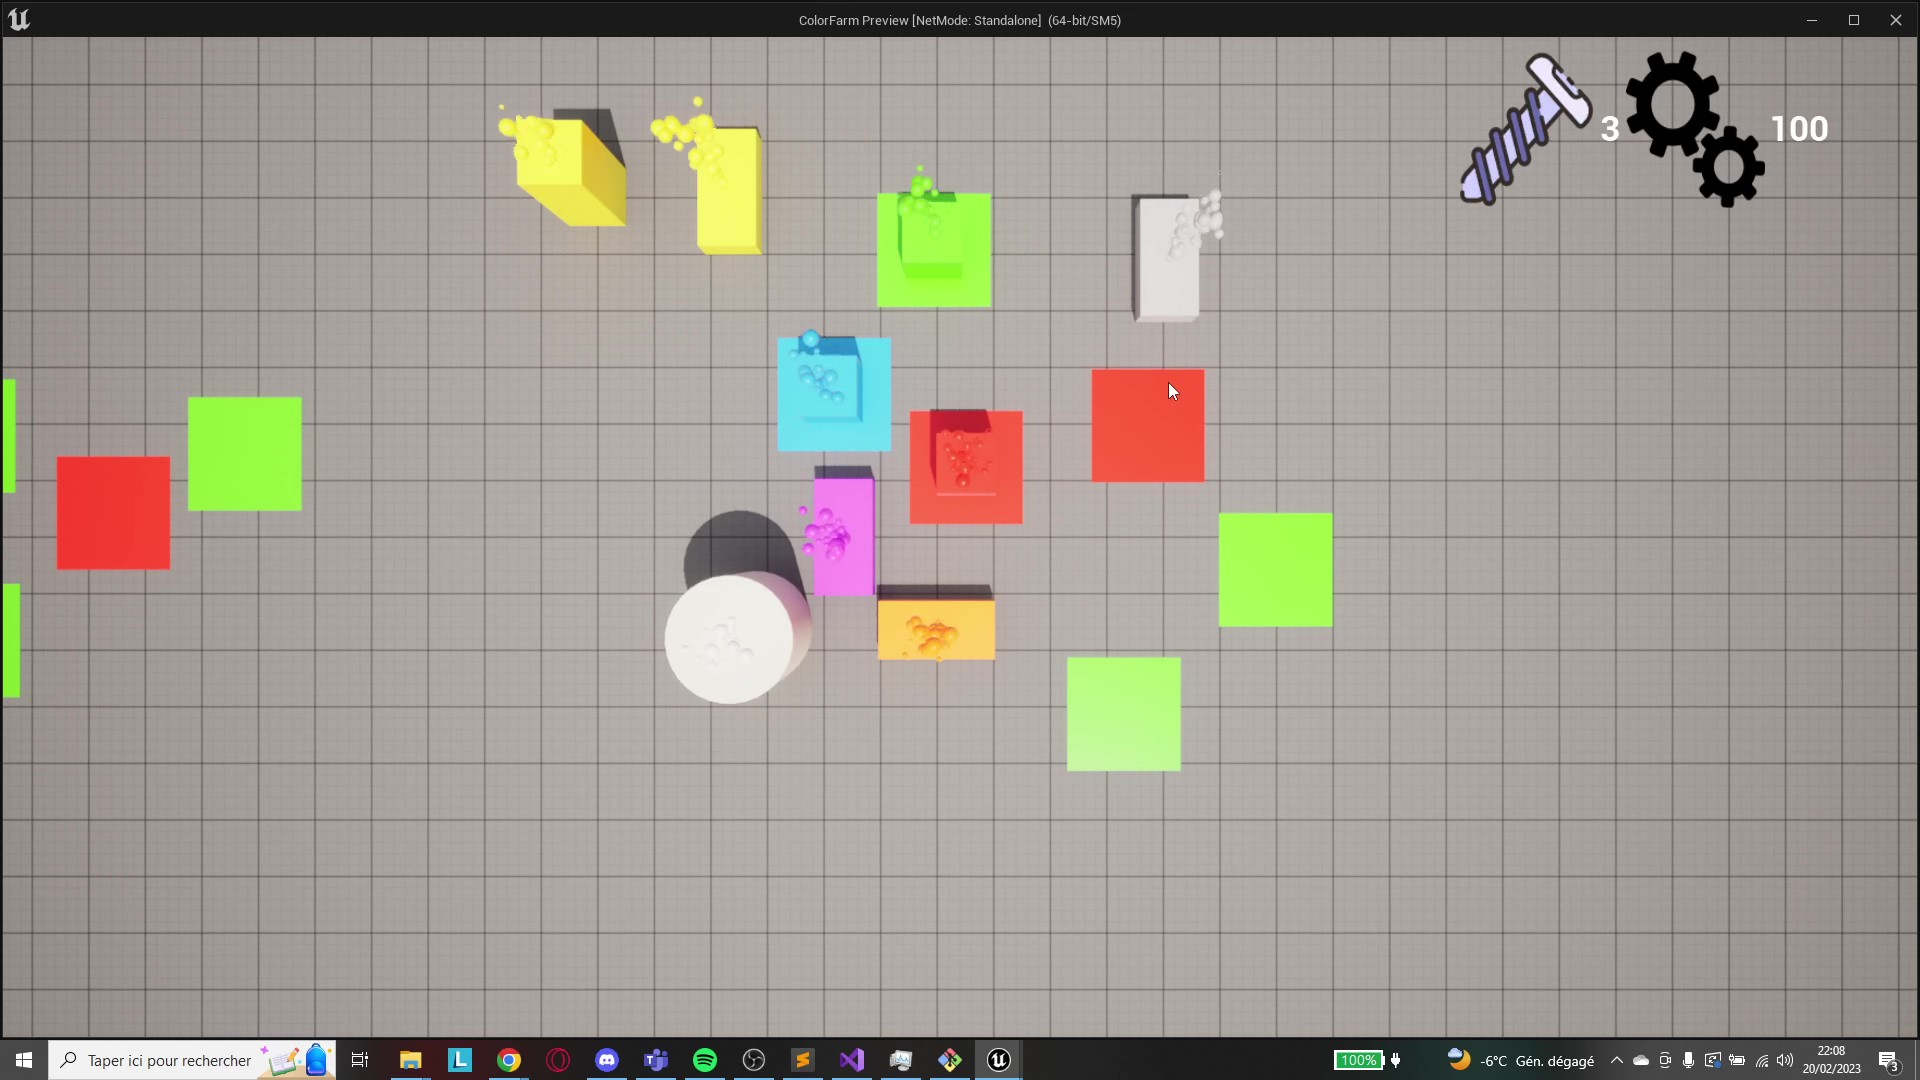 ColorFarm Preview [NetMode: Standalone] (64-bit/SM5)
3
100
Taper ici pour rechercher
L
100%
-6°C Gén. dégagé
22:08
20/02/2023
3